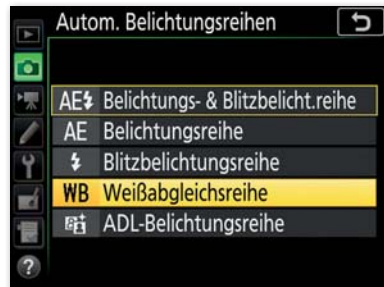 Autom. Belichtungsreihen
AE⚡ Belichtungs- & Blitzbelicht.reihe
AE Belichtungsreihe
⚡ Blitzbelichtungsreihe
WB Weißabgleichsreihe
ADL-Belichtungsreihe
?